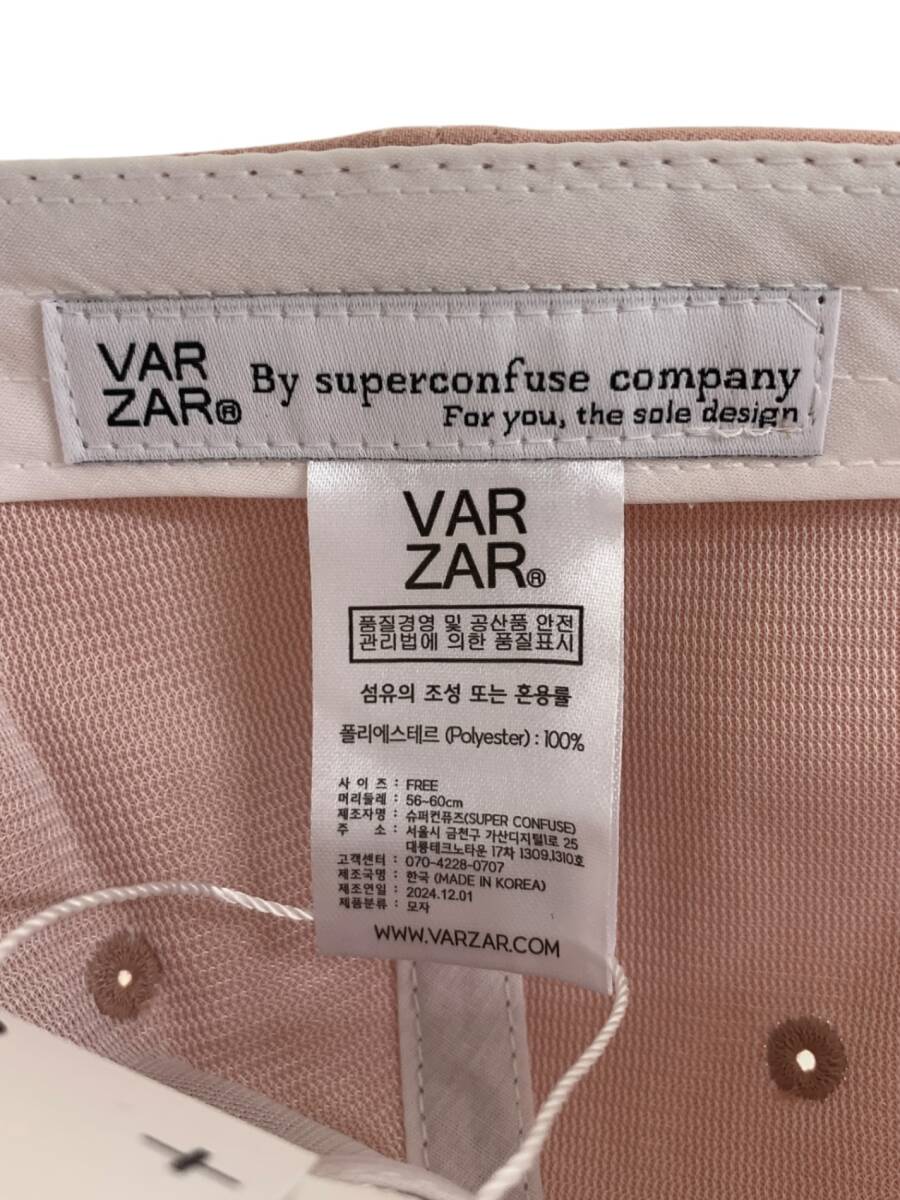 VAR
ZAR®
By superconfuse company
For you, the sole design
VAR
ZAR®
품질경영 및 공산품 안전
관리법에 의한 품질표시
섬유의 조성 또는 혼용률
폴리에스테르 (Polyester) : 100%
사 이 즈 : FREE
머리둘레 : 56~60cm
제조자명 : 슈퍼컨퓨즈(SUPER CONFUSE)
주 소 : 서울시 금천구 가산디지털1로 25
대륭테크노타운 17차 1309,1310호
고객센터 : 070-4228-0707
제조국명 : 한국 (MADE IN KOREA)
제조연일 : 2024.12.01
제품분류 : 모자
WWW.VARZAR.COM